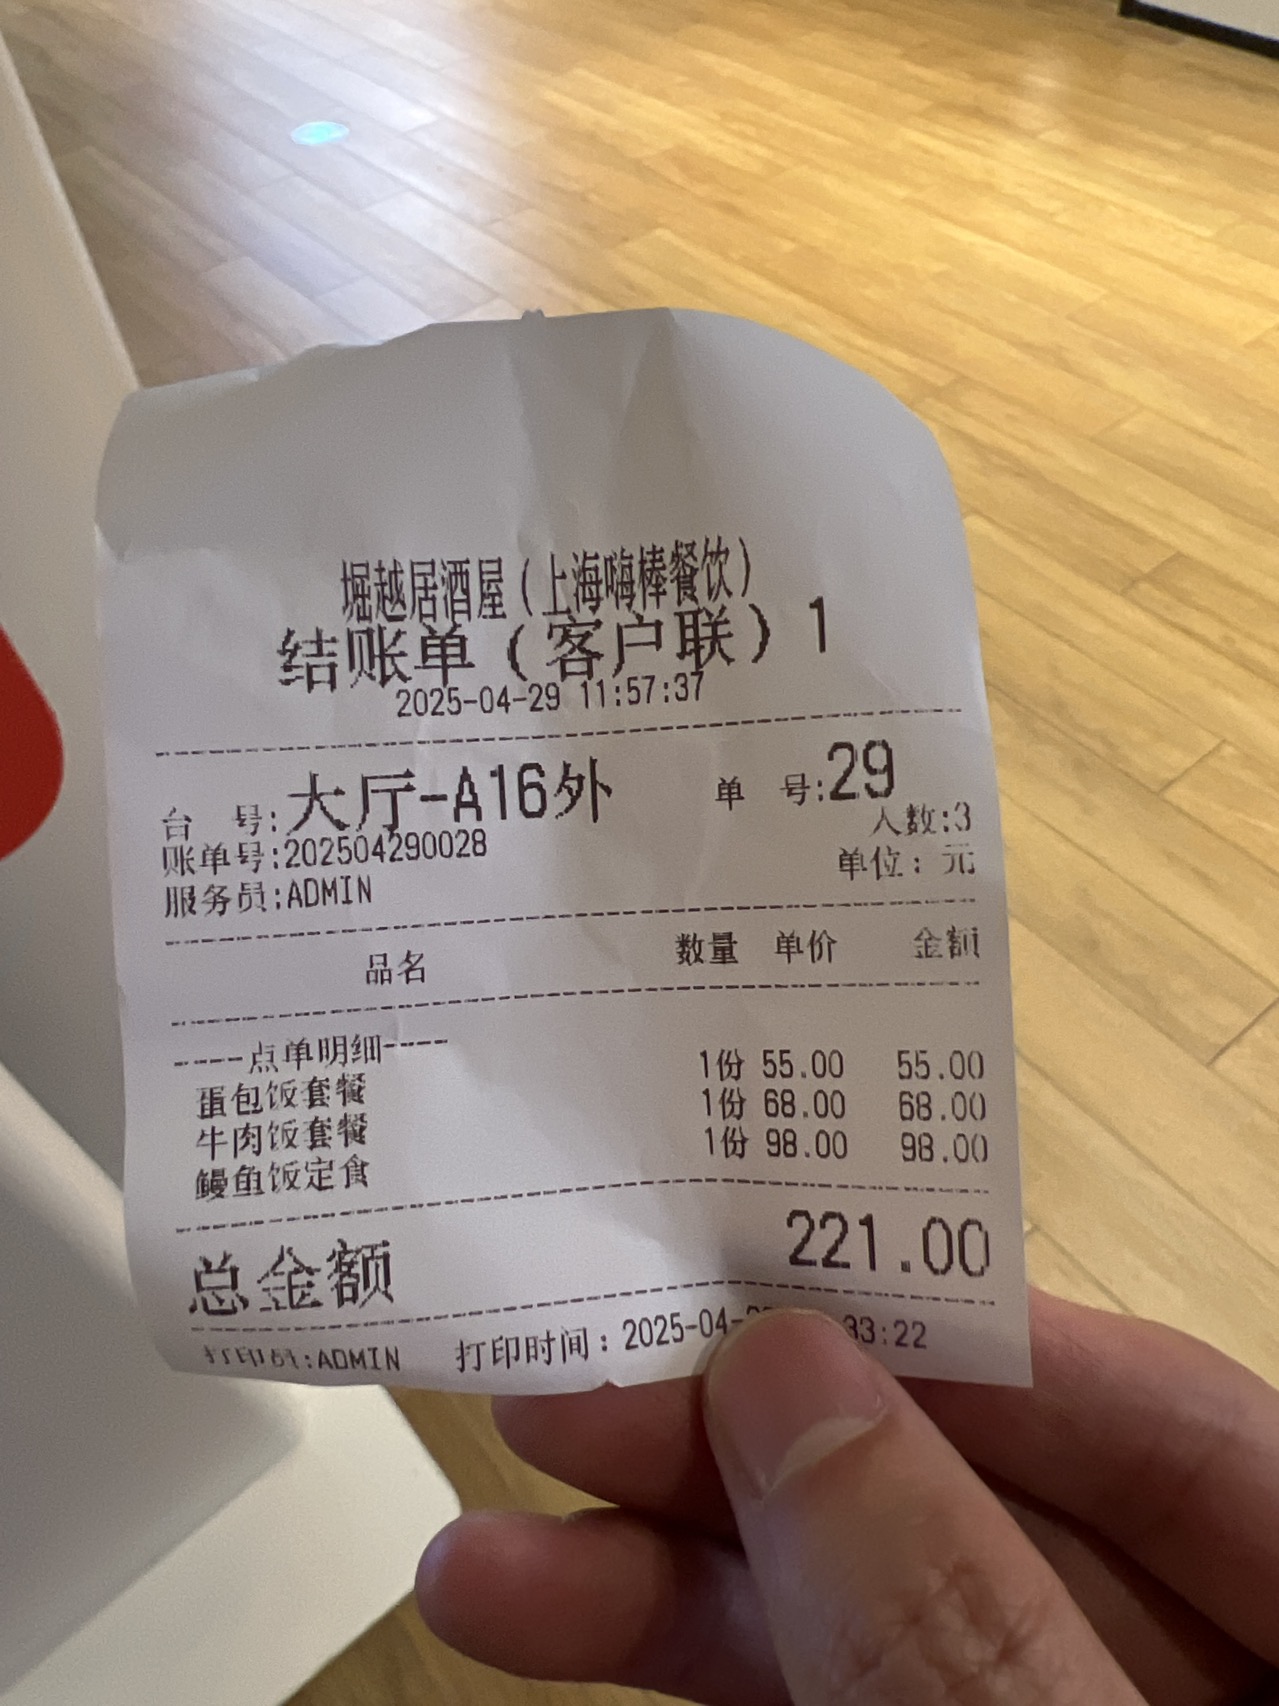 堀越居酒屋(上海嗨棒餐饮)
结账单(客户联)1
2025-04-29 11:57:37
台 号:大厅-A16外 单 号:29
人数:3
账单号:202504290028
单位: 元
服务员:ADMIN
品名 数量 单价 金额
----点单明细----
蛋包饭套餐 1份 55.00 55.00
牛肉饭套餐 1份 68.00 68.00
鳗鱼饭定食 1份 98.00 98.00
总金额 221.00
打印员:ADMIN 打印时间:2025-04- 33:22